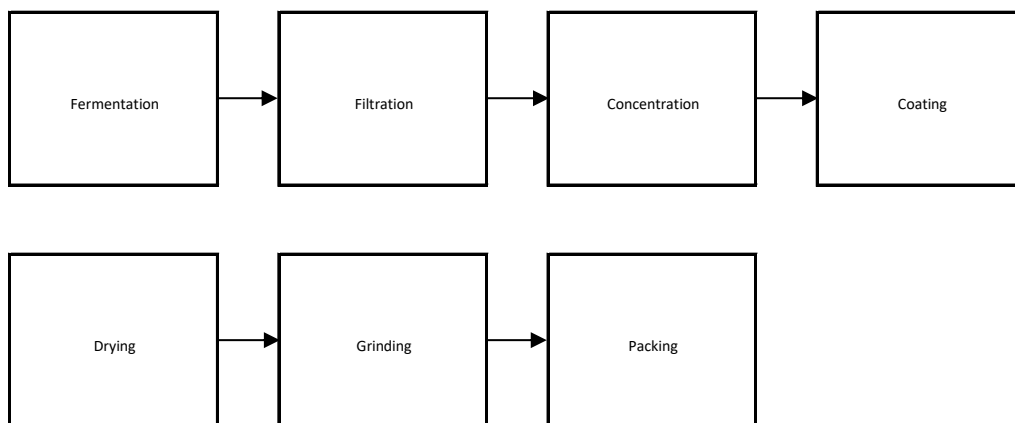 Fermentation
Filtration
Concentration
Coating
Drying
Grinding
Packing